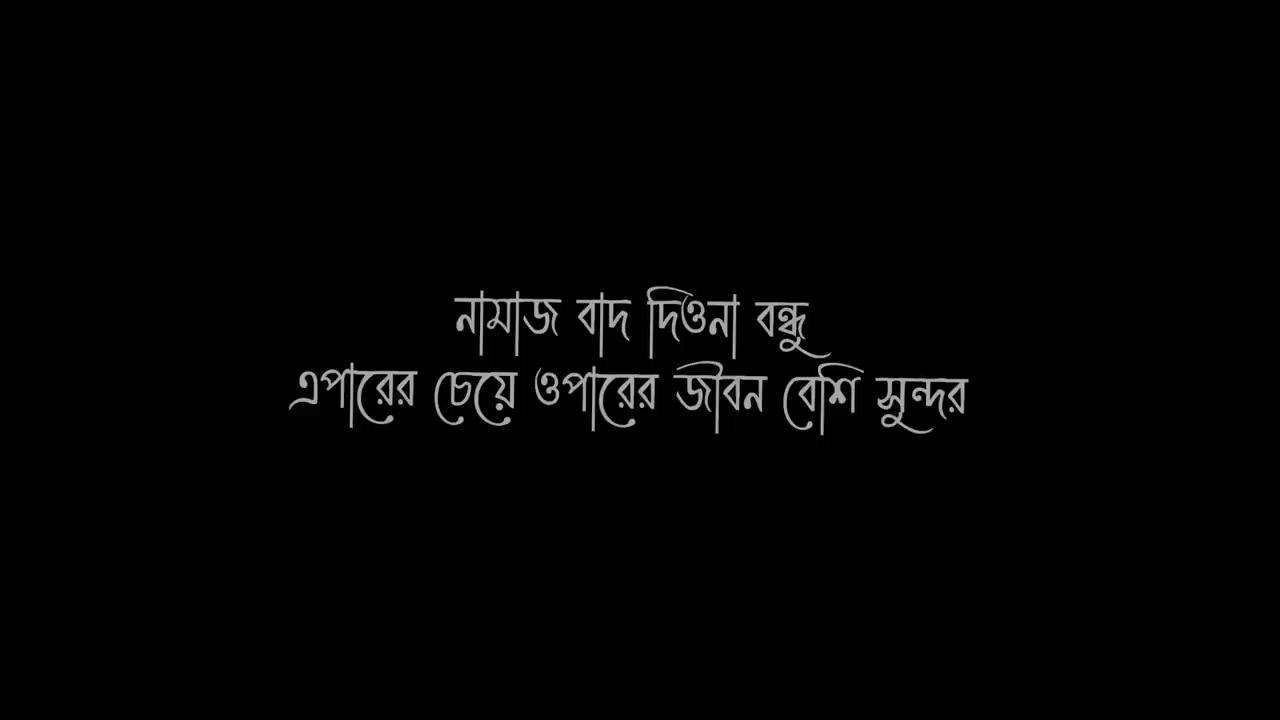 নামাজ বাদ দিওনা বন্ধু
এপারের চেয়ে ওপারের জীবন বেশি সুন্দর